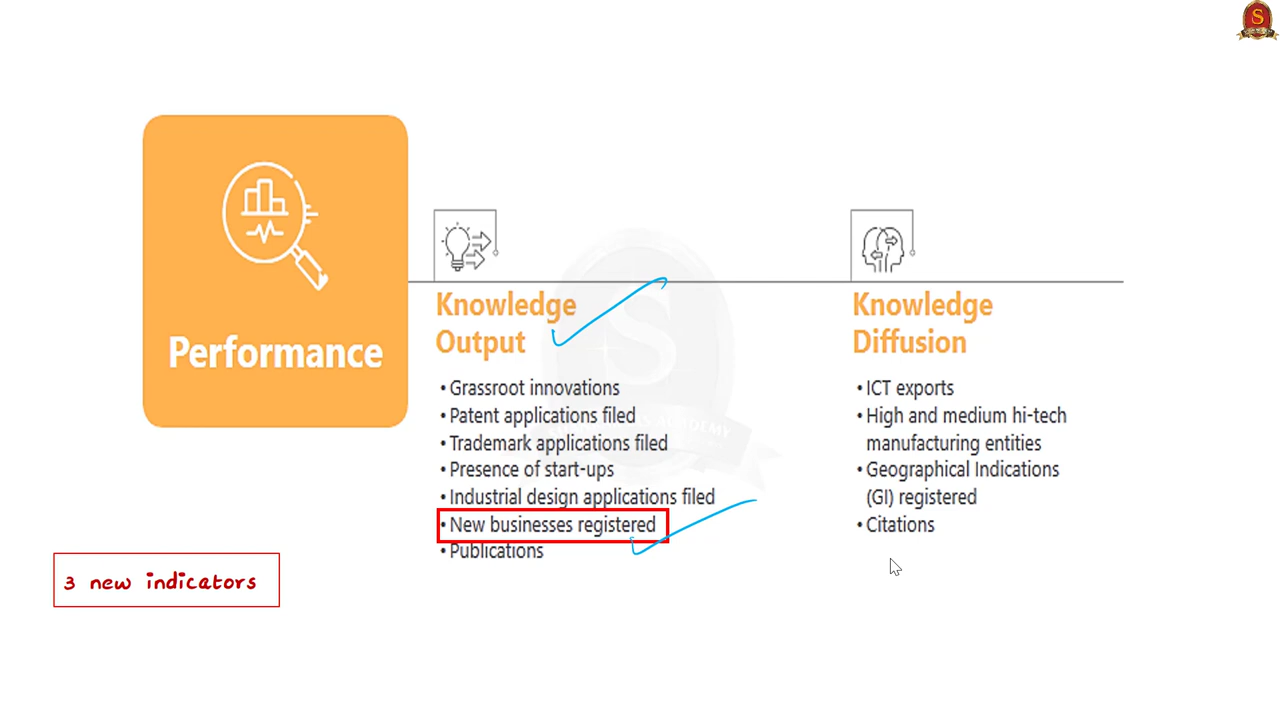 S
Performance
Knowledge
Output
• Grassroot innovations
• Patent applications filed
• Trademark applications filed
• Presence of start-ups
• Industrial design applications filed
• New businesses registered
• Publications
Knowledge
Diffusion
• ICT exports
• High and medium hi-tech
manufacturing entities
• Geographical Indications
(GI) registered
• Citations
3 new indicators